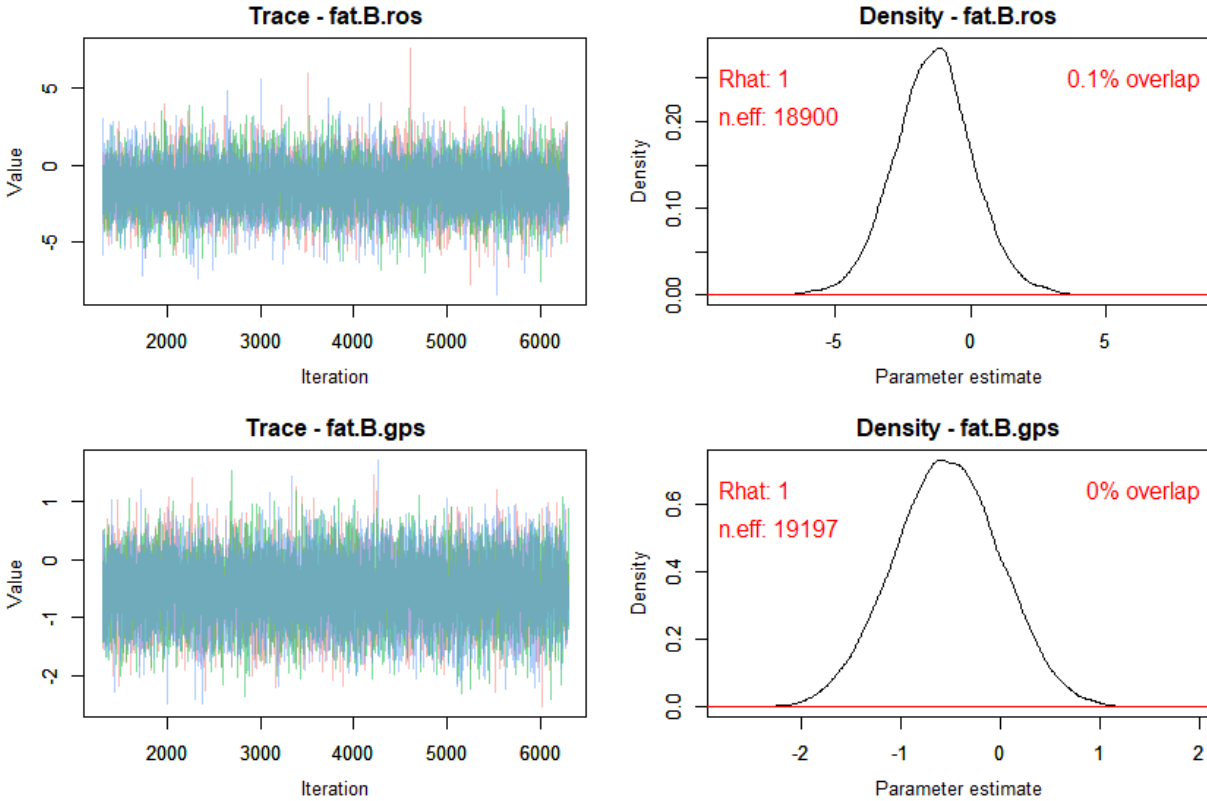 Trace - fat.B.ros
Value
5
0
-5
2000 3000 4000 5000 6000
Iteration
Density - fat.B.ros
Rhat: 1
n.eff: 18900
0.1% overlap
Density
0.20
0.10
0.00
-5 0 5
Parameter estimate
Trace - fat.B.gps
Value
1
0
-1
-2
2000 3000 4000 5000 6000
Iteration
Density - fat.B.gps
Rhat: 1
n.eff: 19197
0% overlap
Density
0.6
0.4
0.2
0.0
-2 -1 0 1 2
Parameter estimate